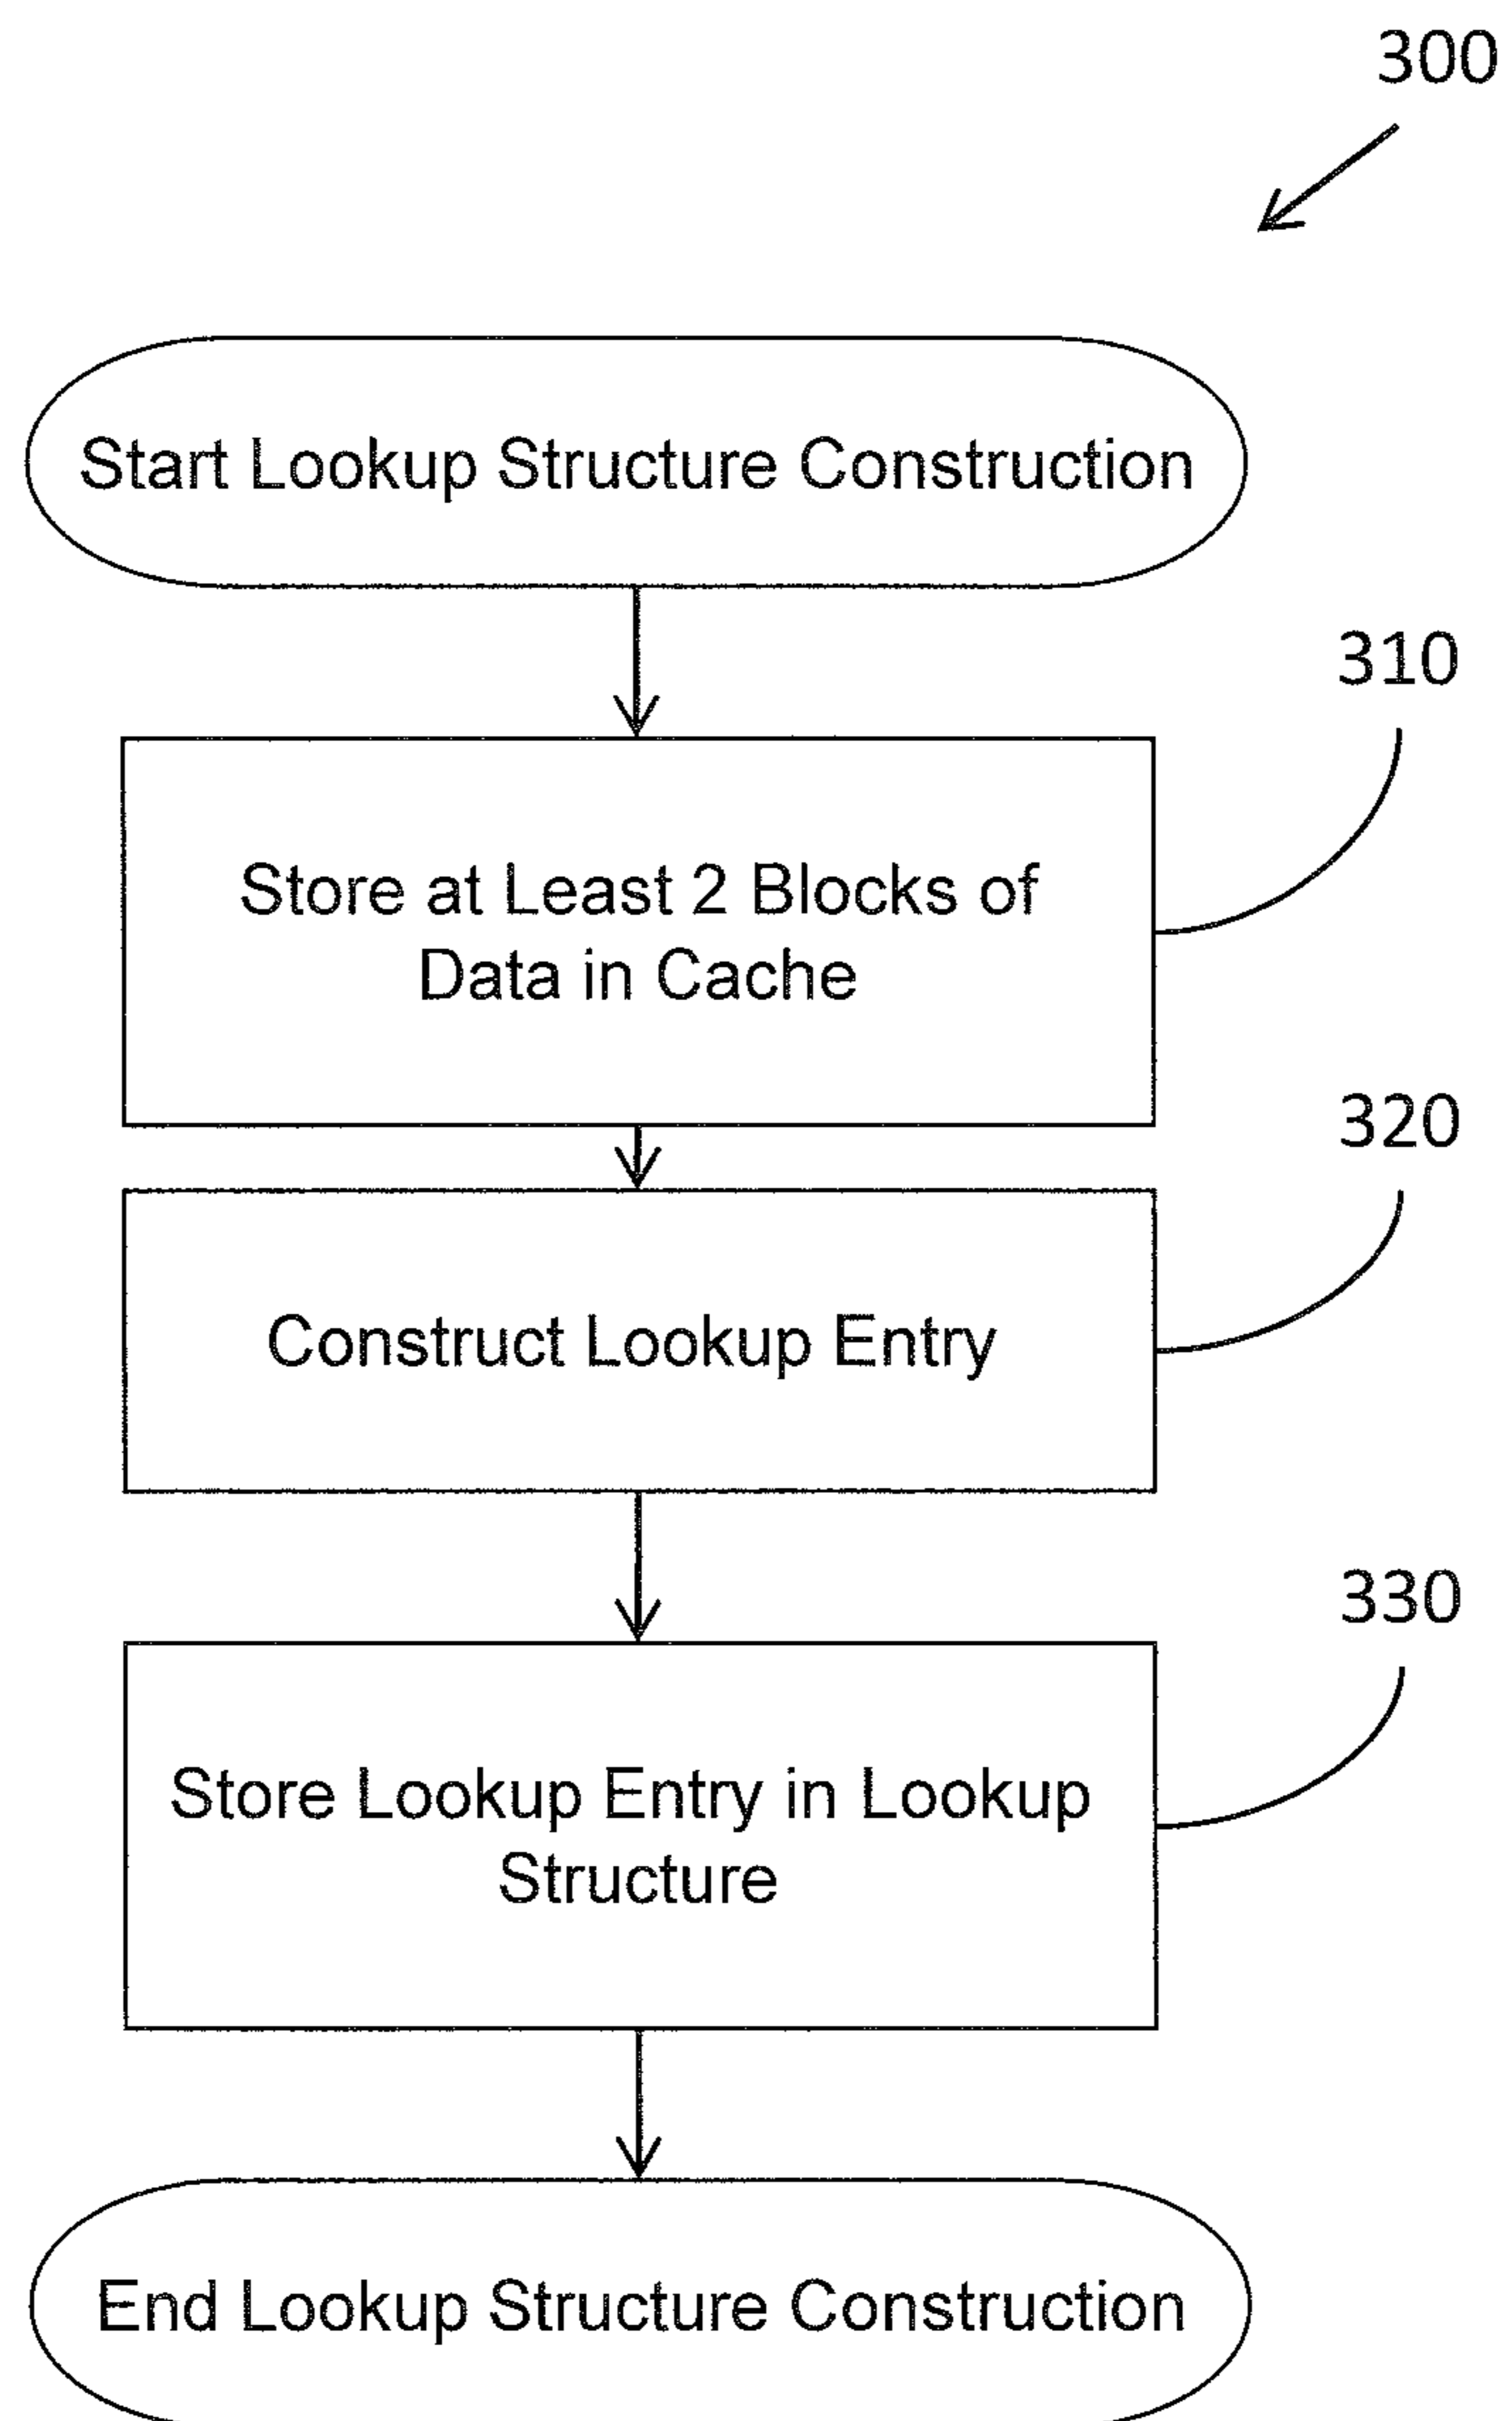 300
Start Lookup Structure Construction
310
Store at Least 2 Blocks of
Data in Cache
320
Construct Lookup Entry
330
Store Lookup Entry in Lookup
Structure
End Lookup Structure Construction